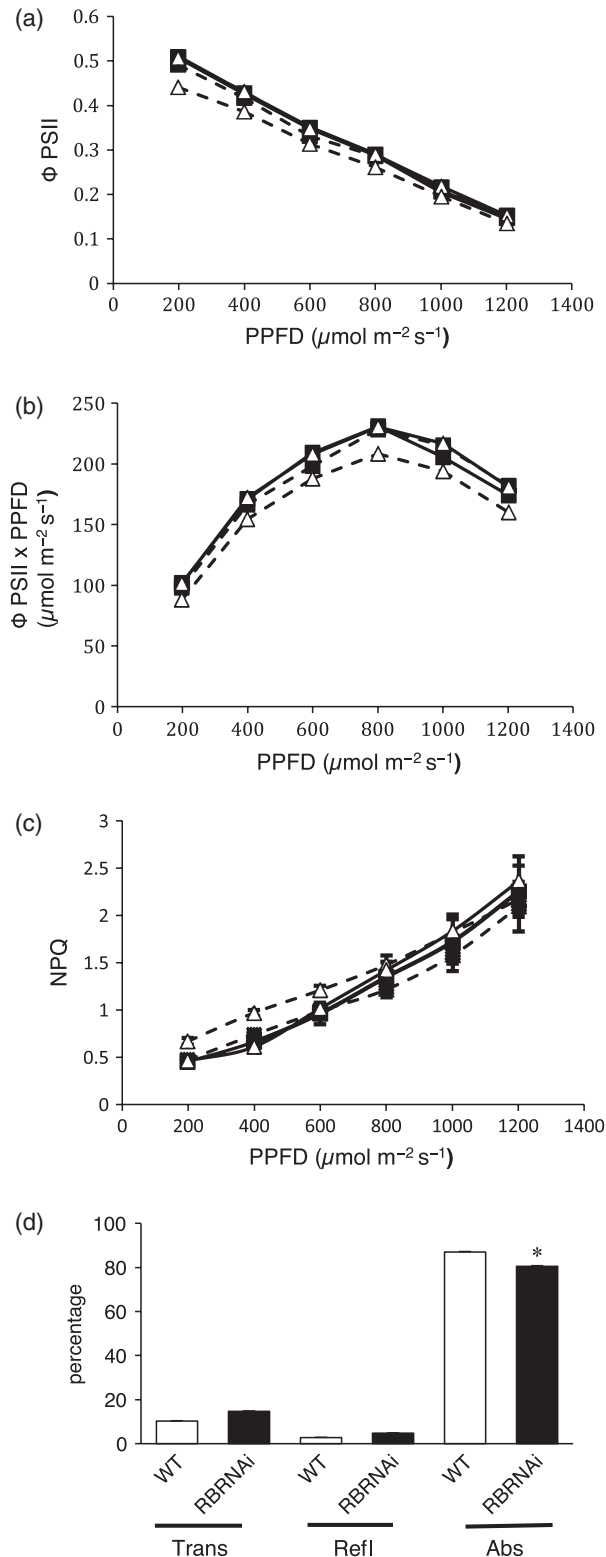 (a)
0.6
0.5
0.4
0.3
0.2
0.1
0
Φ PSII
0 200 400 600 800 1000 1200 1400
PPFD (µmol m⁻² s⁻¹)
(b)
250
200
150
100
50
0
Φ PSII x PPFD
(µmol m⁻² s⁻¹)
0 200 400 600 800 1000 1200 1400
PPFD (µmol m⁻² s⁻¹)
(c)
3
2.5
2
1.5
1
0.5
0
NPQ
0 200 400 600 800 1000 1200 1400
PPFD (µmol m⁻² s⁻¹)
(d)
100
80
60
40
20
0
percentage
*
WT RBRNAi WT RBRNAi WT RBRNAi
Trans Refl Abs